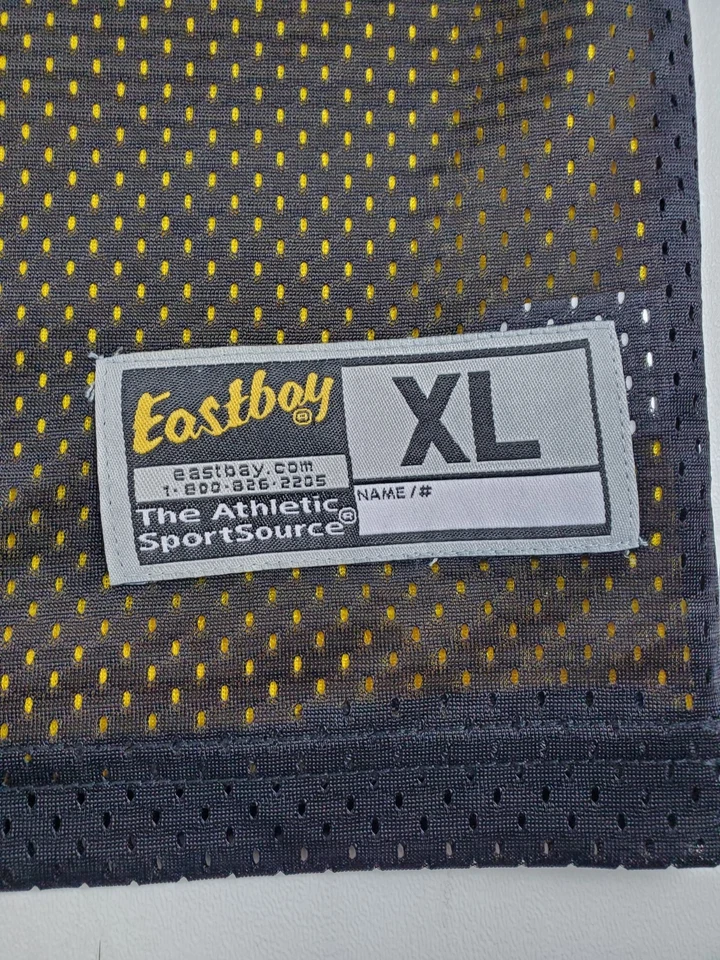 Eastbay®
eastbay.com
1-800-826-2205
The Athletic
SportSource®
XL
NAME/#